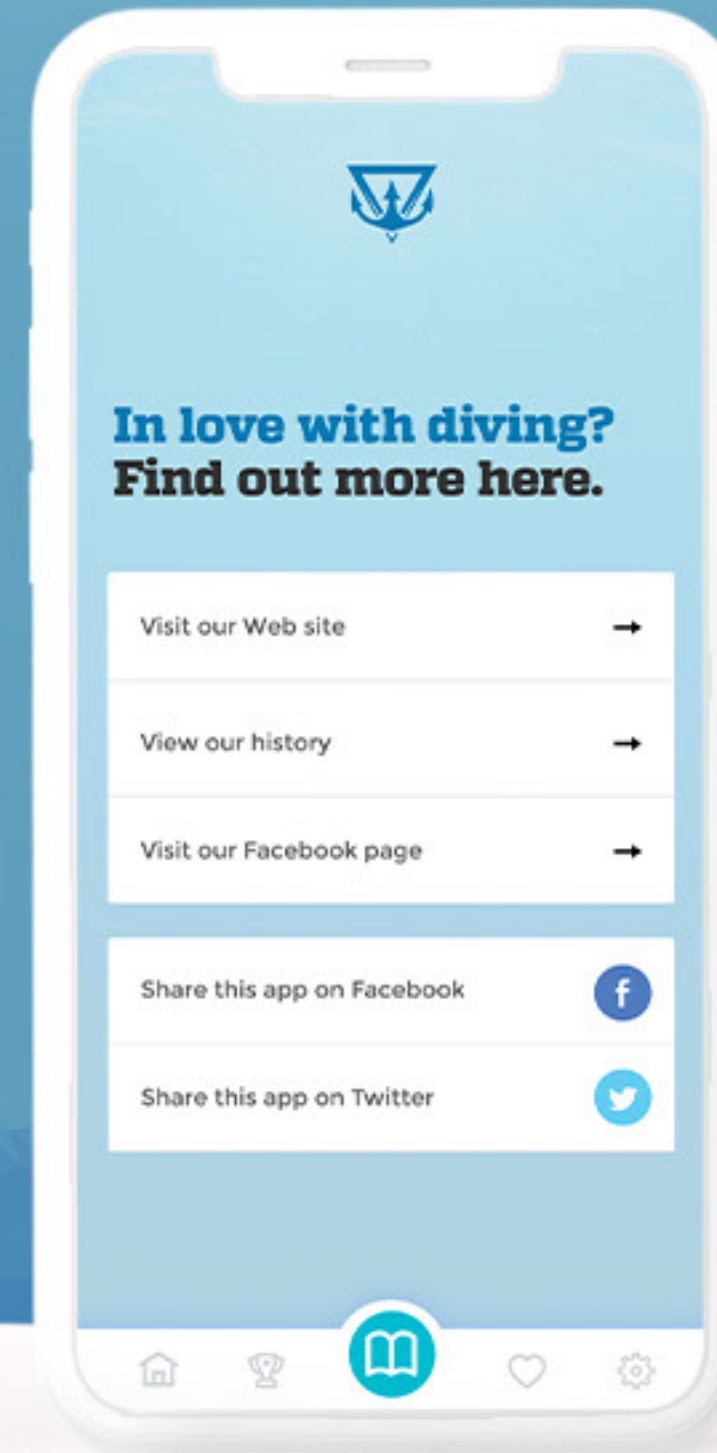 In love with diving?
Find out more here.
Visit our Web site
View our history
Visit our Facebook page
Share this app on Facebook
f
Share this app on Twitter